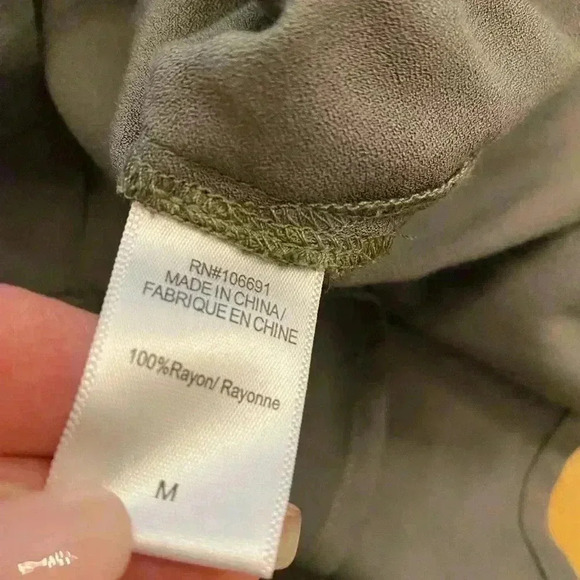 RN#106691
MADE IN CHINA/
FABRIQUE EN CHINE
100%Rayon/ Rayonne
M